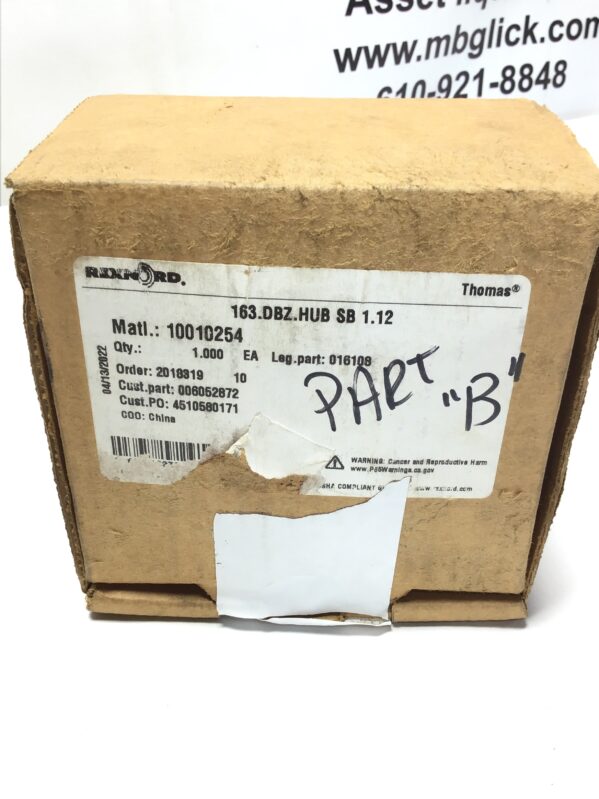 Asset
www.mbglick.com
610-921-8848
REXNORD.
Thomas®
163.DBZ.HUB SB 1.12
Matl.: 10010254
Qty.: 1.000 EA Leg.part: 016108
Order: 2018319 10
Cust.part: 006052872
Cust.PO: 4510580171
COO: China
04/13/2022
PART "B"
WARNING: Cancer and Reproductive Harm
www.P65Warnings.ca.gov
COMPLIANT